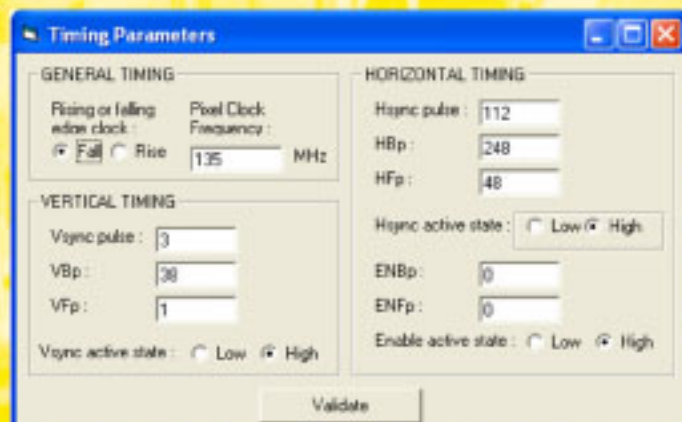 Timing Parameters
GENERAL TIMING
Rising or falling edge clock :
Fall Rise
Pixel Clock Frequency :
135 MHz
VERTICAL TIMING
Vsync pulse : 3
VBp : 38
VFp : 1
Vsync active state : Low High
HORIZONTAL TIMING
Hsync pulse : 112
HBp : 248
HFp : 48
Hsync active state : Low High
ENBp: 0
ENFp: 0
Enable active state : Low High
Validate